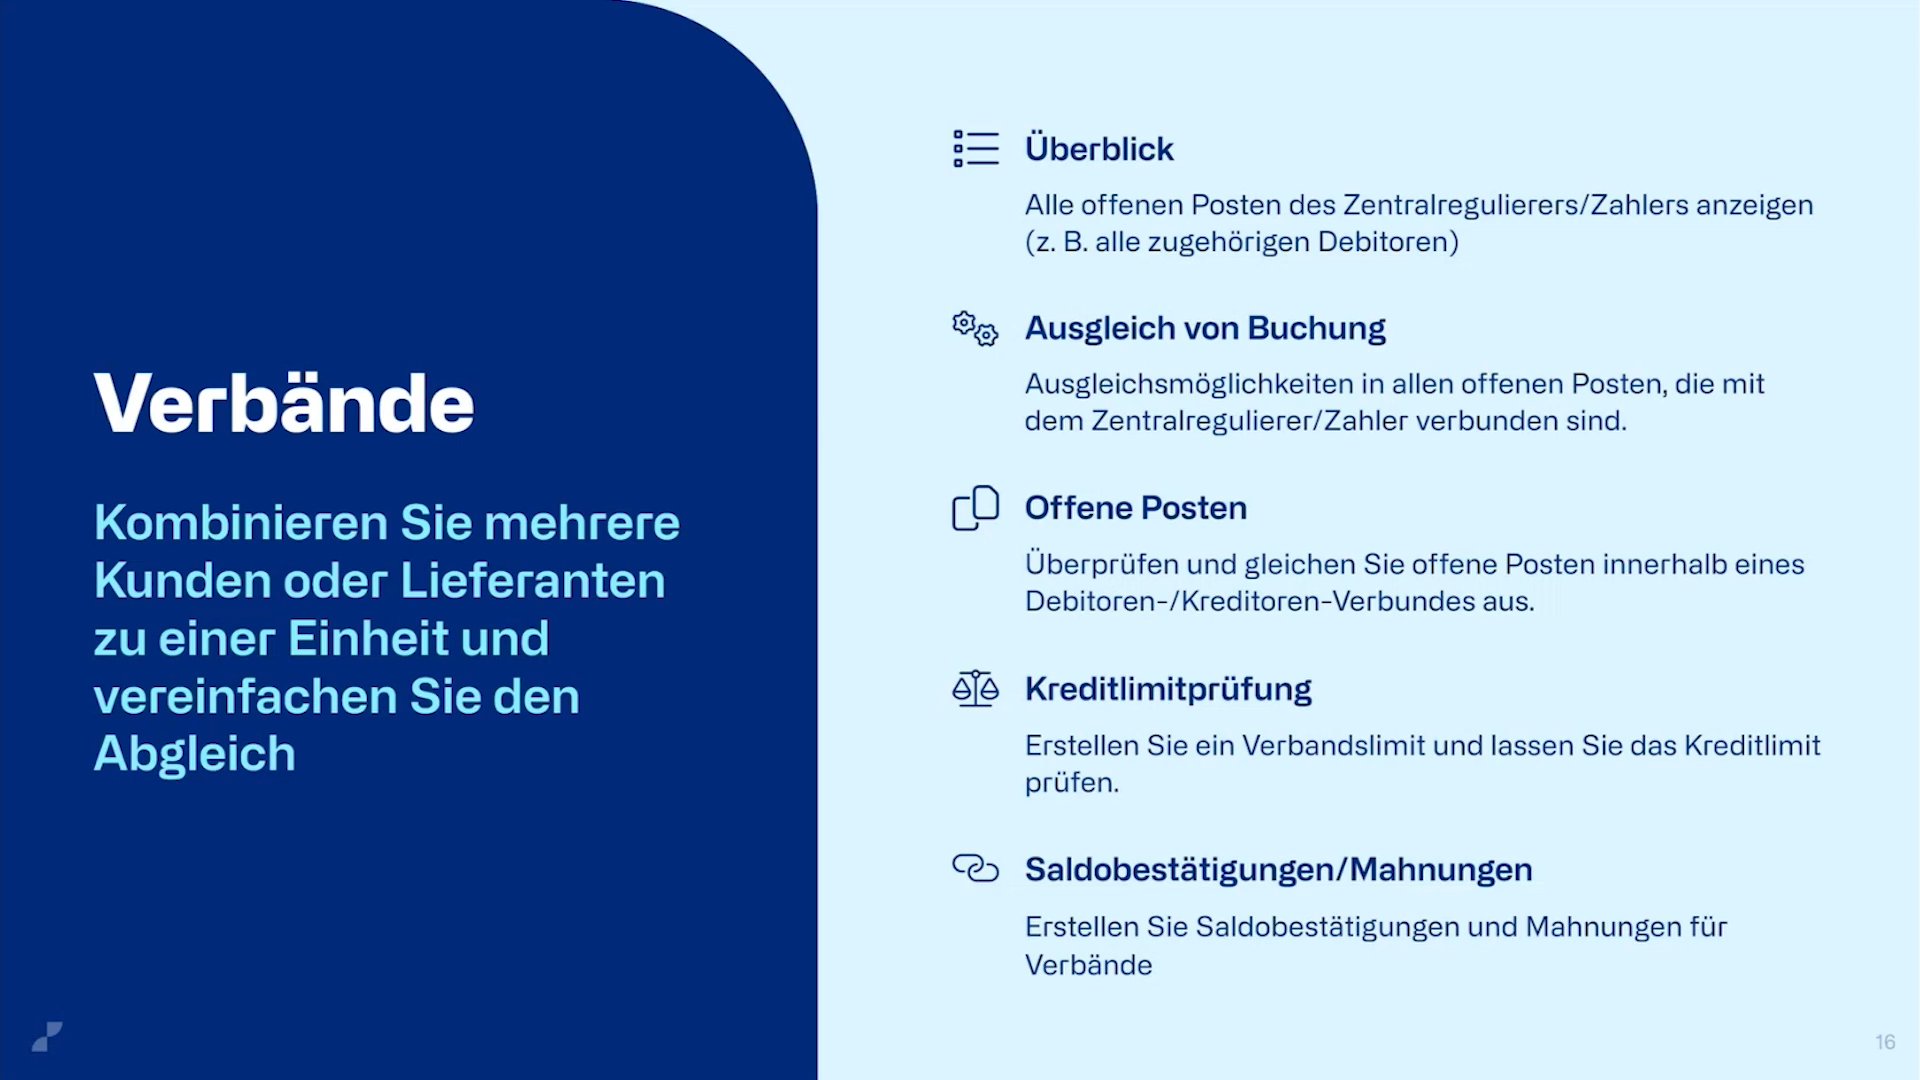 Verbände
Kombinieren Sie mehrere
Kunden oder Lieferanten
zu einer Einheit und
vereinfachen Sie den
Abgleich
Überblick
Alle offenen Posten des Zentralregulierers/Zahlers anzeigen
(z. B. alle zugehörigen Debitoren)
Ausgleich von Buchung
Ausgleichsmöglichkeiten in allen offenen Posten, die mit
dem Zentralregulierer/Zahler verbunden sind.
Offene Posten
Überprüfen und gleichen Sie offene Posten innerhalb eines
Debitoren-/Kreditoren-Verbundes aus.
Kreditlimitprüfung
Erstellen Sie ein Verbandslimit und lassen Sie das Kreditlimit
prüfen.
Saldobestätigungen/Mahnungen
Erstellen Sie Saldobestätigungen und Mahnungen für
Verbände
16